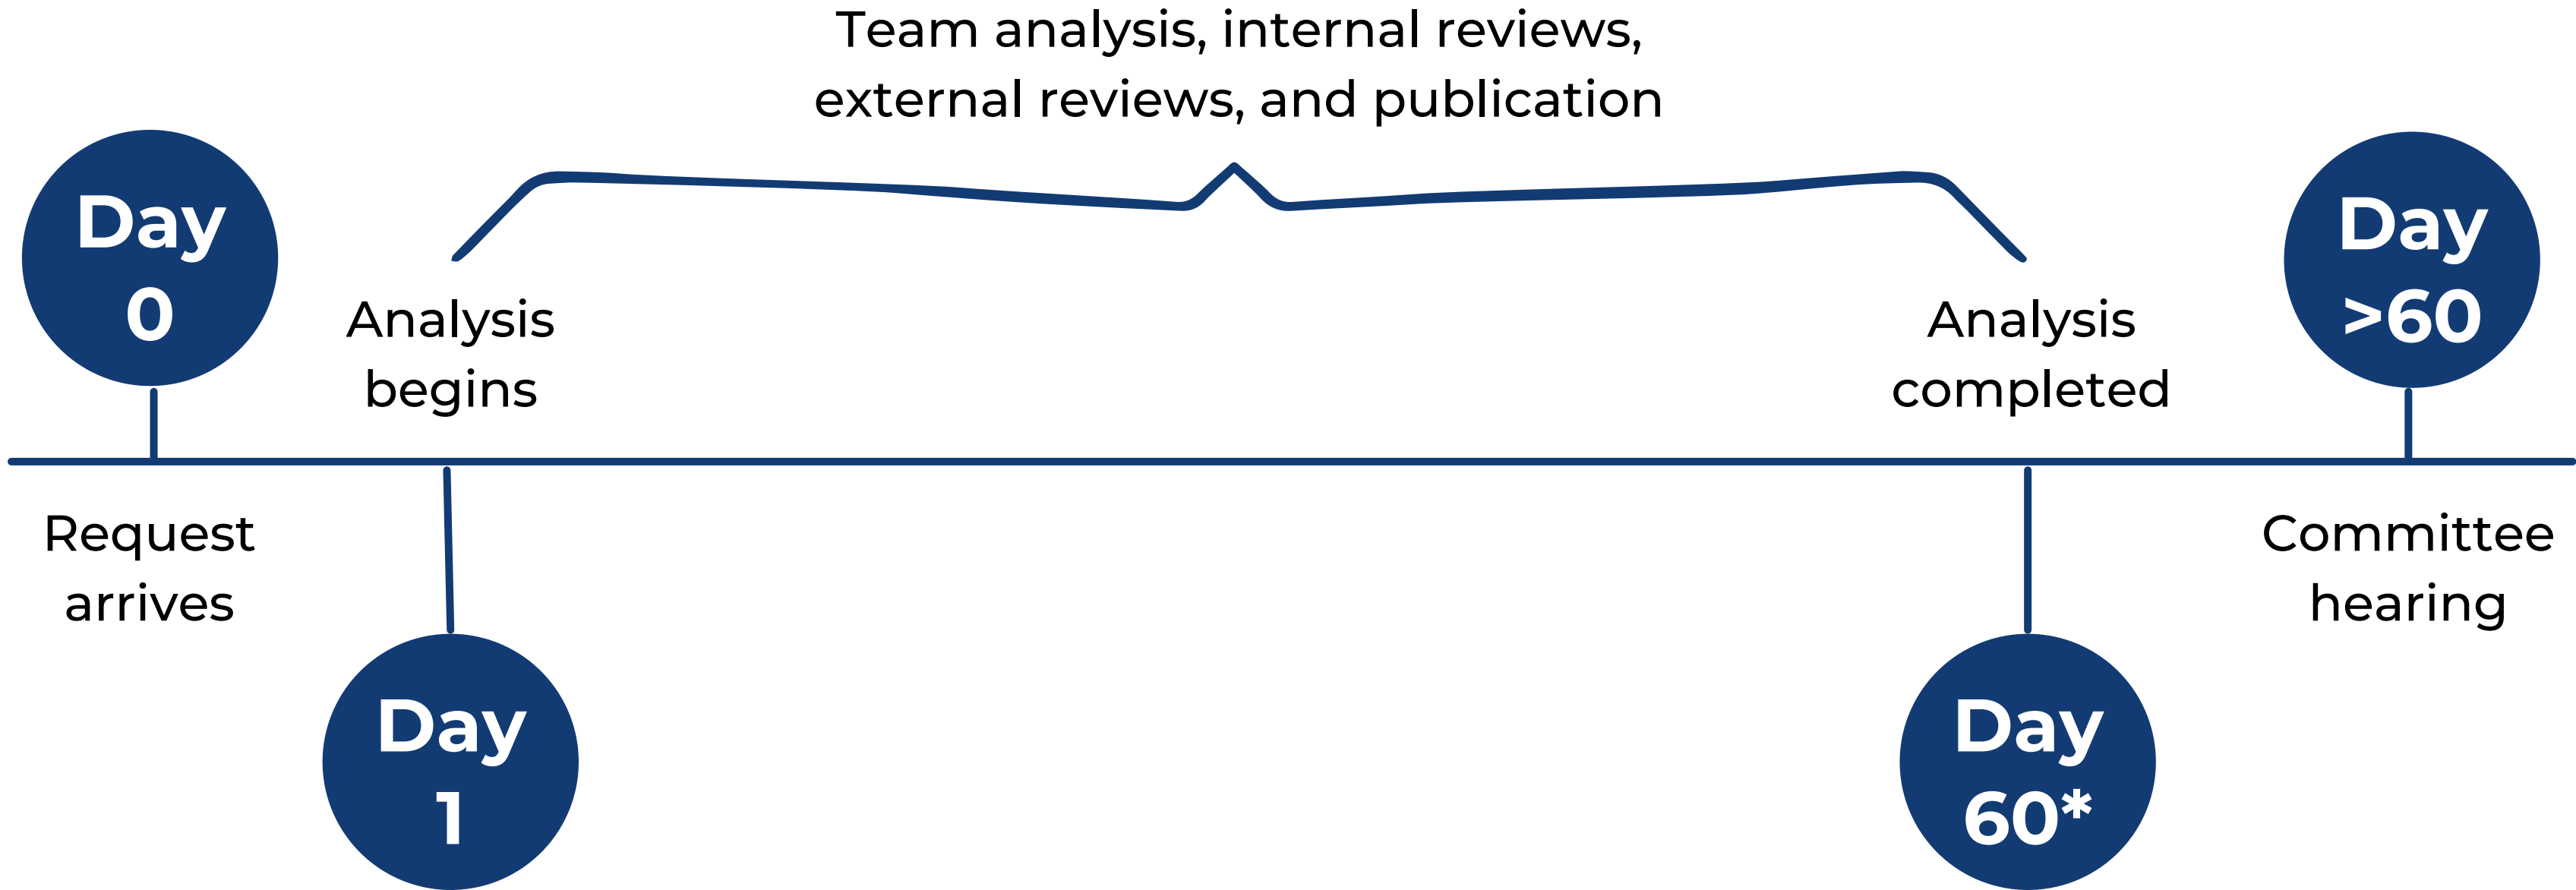 Team analysis, internal reviews,
external reviews, and publication
Day
0
Analysis
begins
Analysis
completed
Day
>60
Request
arrives
Committee
hearing
Day
1
Day
60*